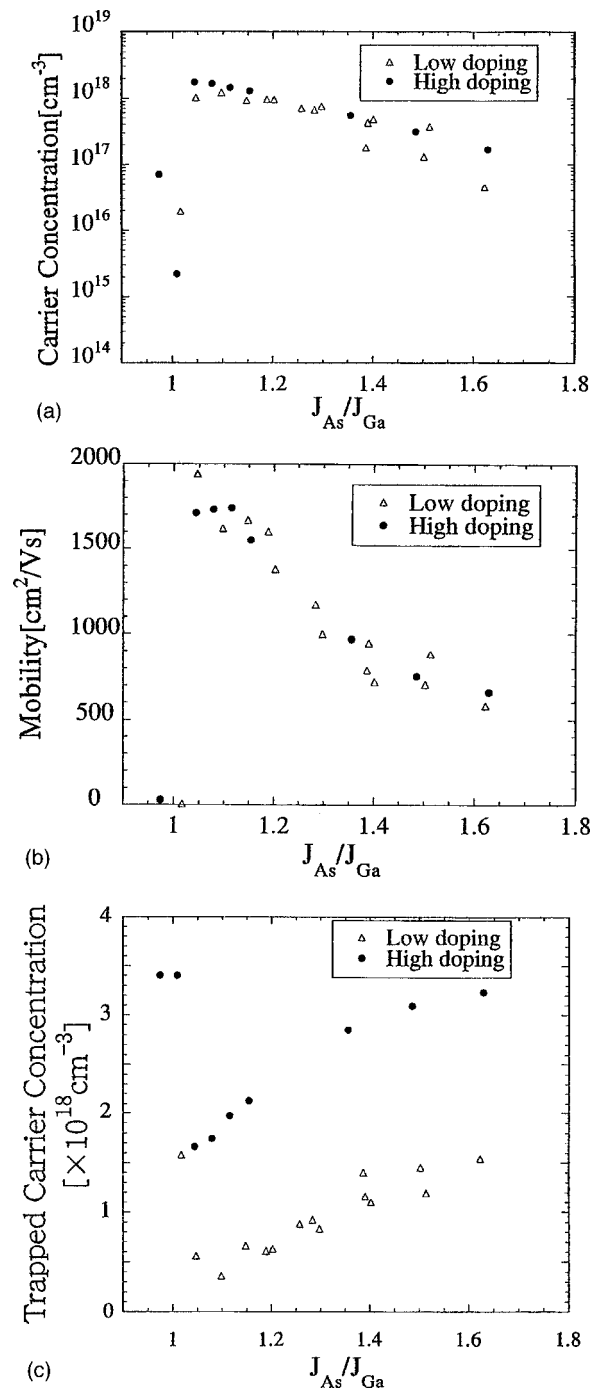 10^19
10^18
10^17
10^16
10^15
10^14
Carrier Concentration[cm^-3]
Low doping
High doping
1
1.2
1.4
1.6
1.8
J_As/J_Ga
(a)
2000
1500
1000
500
0
Mobility[cm^2/Vs]
Low doping
High doping
1
1.2
1.4
1.6
1.8
J_As/J_Ga
(b)
4
3
2
1
0
Trapped Carrier Concentration
[×10^18cm^-3]
Low doping
High doping
1
1.2
1.4
1.6
1.8
J_As/J_Ga
(c)